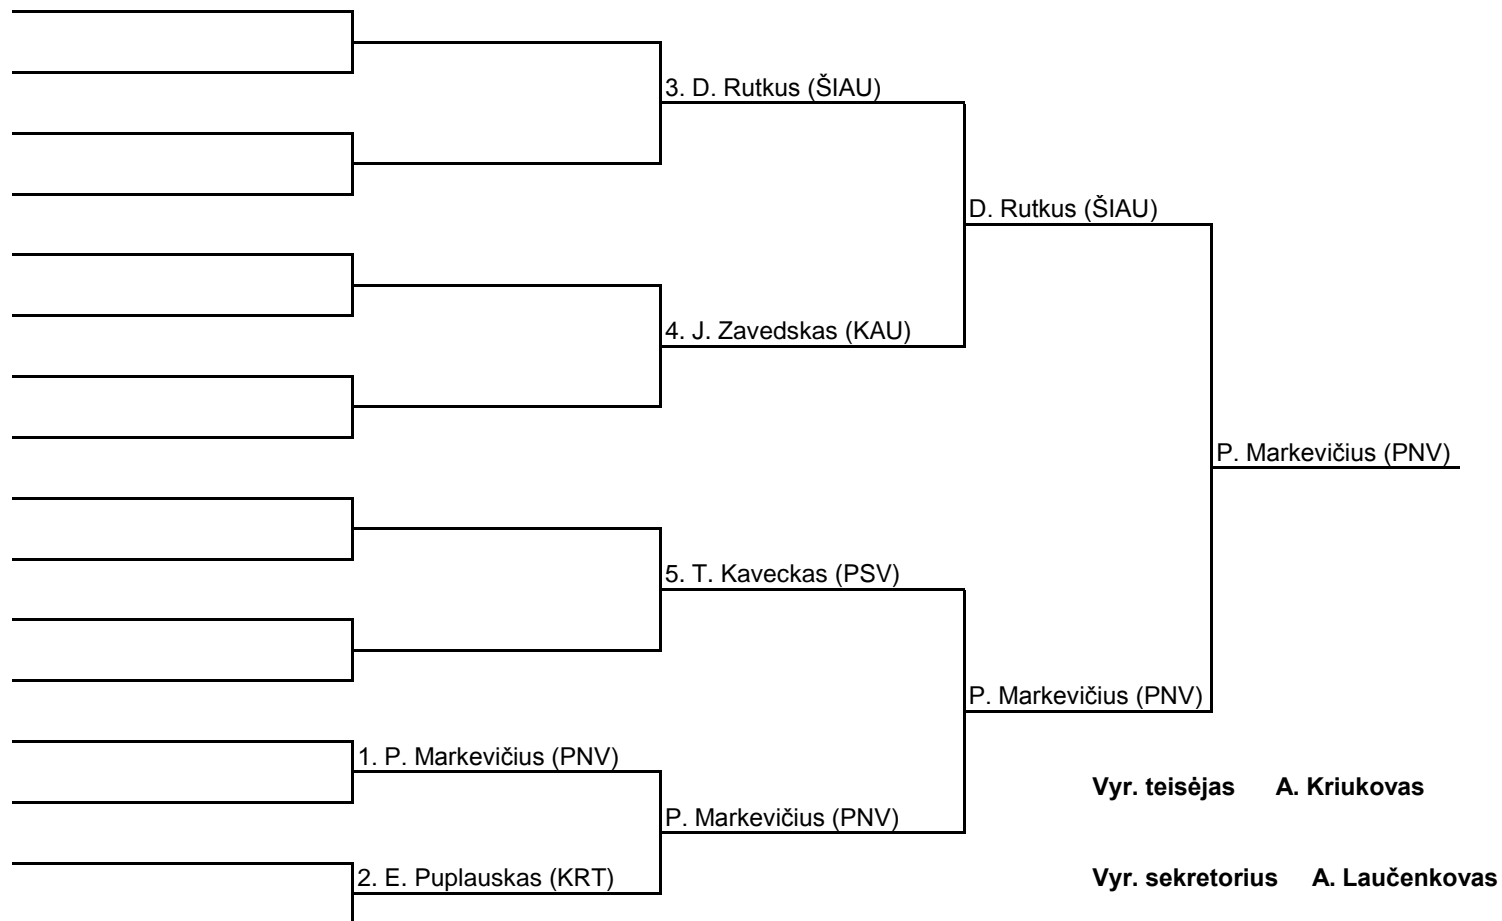 3. D. Rutkus (ŠIAU)
D. Rutkus (ŠIAU)
4. J. Zavedskas (KAU)
P. Markevičius (PNV)
5. T. Kaveckas (PSV)
P. Markevičius (PNV)
1. P. Markevičius (PNV)
Vyr. teisėjas A. Kriukovas
P. Markevičius (PNV)
2. E. Puplauskas (KRT)
Vyr. sekretorius A. Laučenkovas